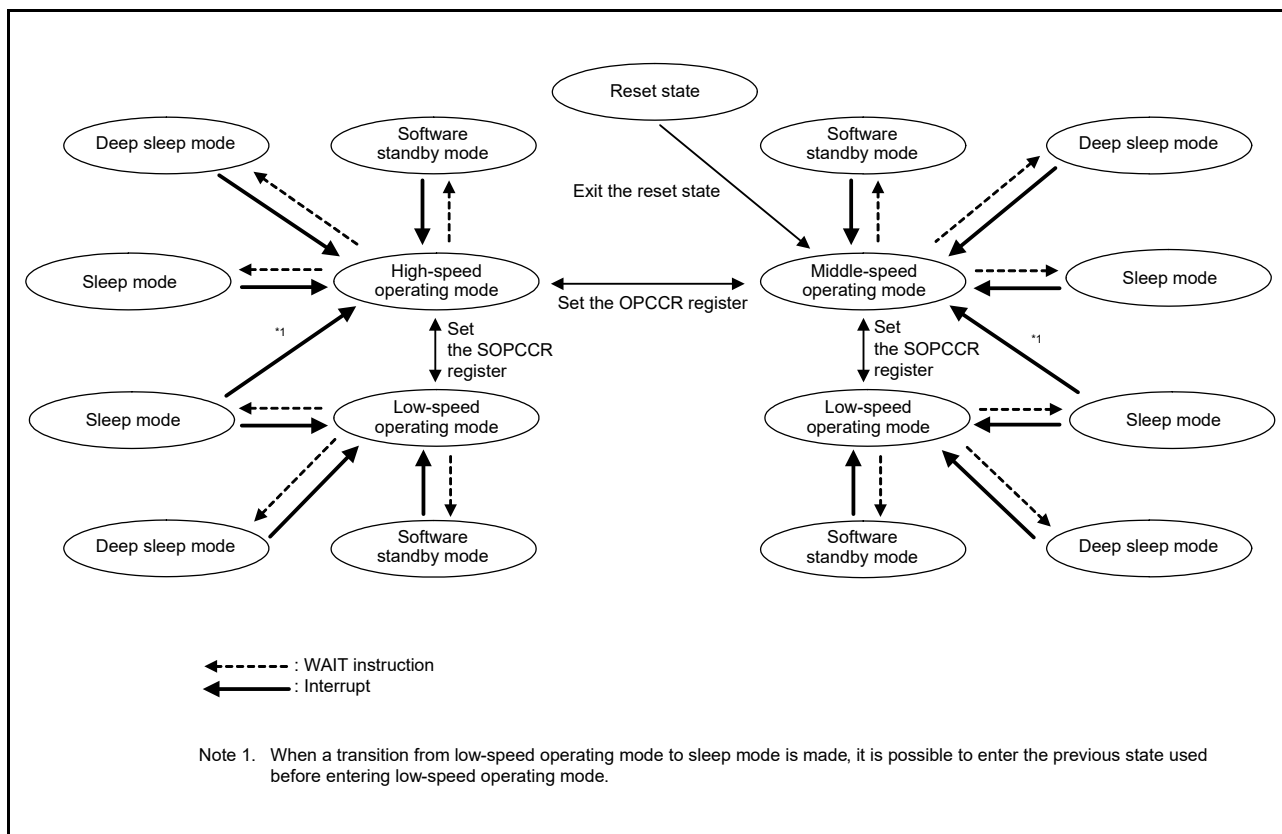 Reset state
Deep sleep mode
Software
standby mode
Software
standby mode
Deep sleep mode
Exit the reset state
Sleep mode
High-speed
operating mode
Middle-speed
operating mode
Sleep mode
Set the OPCCR register
*1
Set
the SOPCCR
register
Set
the SOPCCR
register
*1
Sleep mode
Low-speed
operating mode
Low-speed
operating mode
Sleep mode
Deep sleep mode
Software
standby mode
Software
standby mode
Deep sleep mode
: WAIT instruction
: Interrupt
Note 1. When a transition from low-speed operating mode to sleep mode is made, it is possible to enter the previous state used
before entering low-speed operating mode.